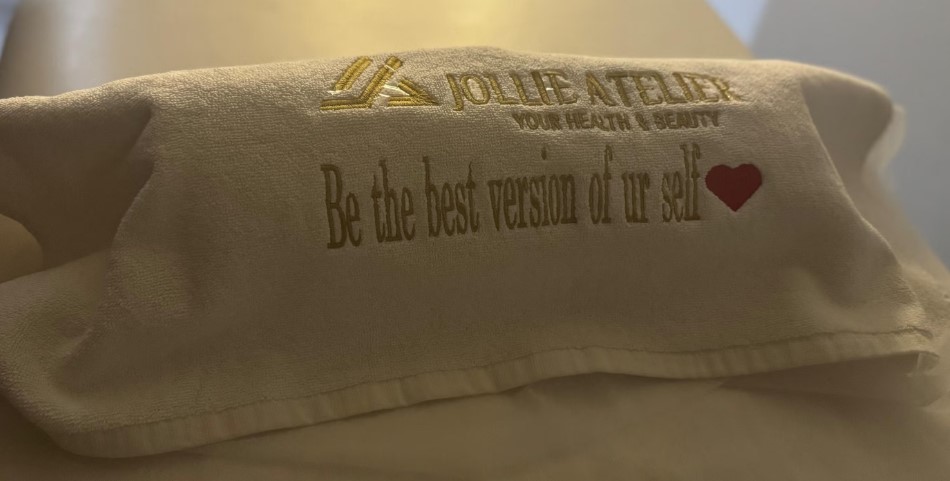 JOLLIE ATELIER
YOUR HEALTH & BEAUTY
Be the best version of ur self